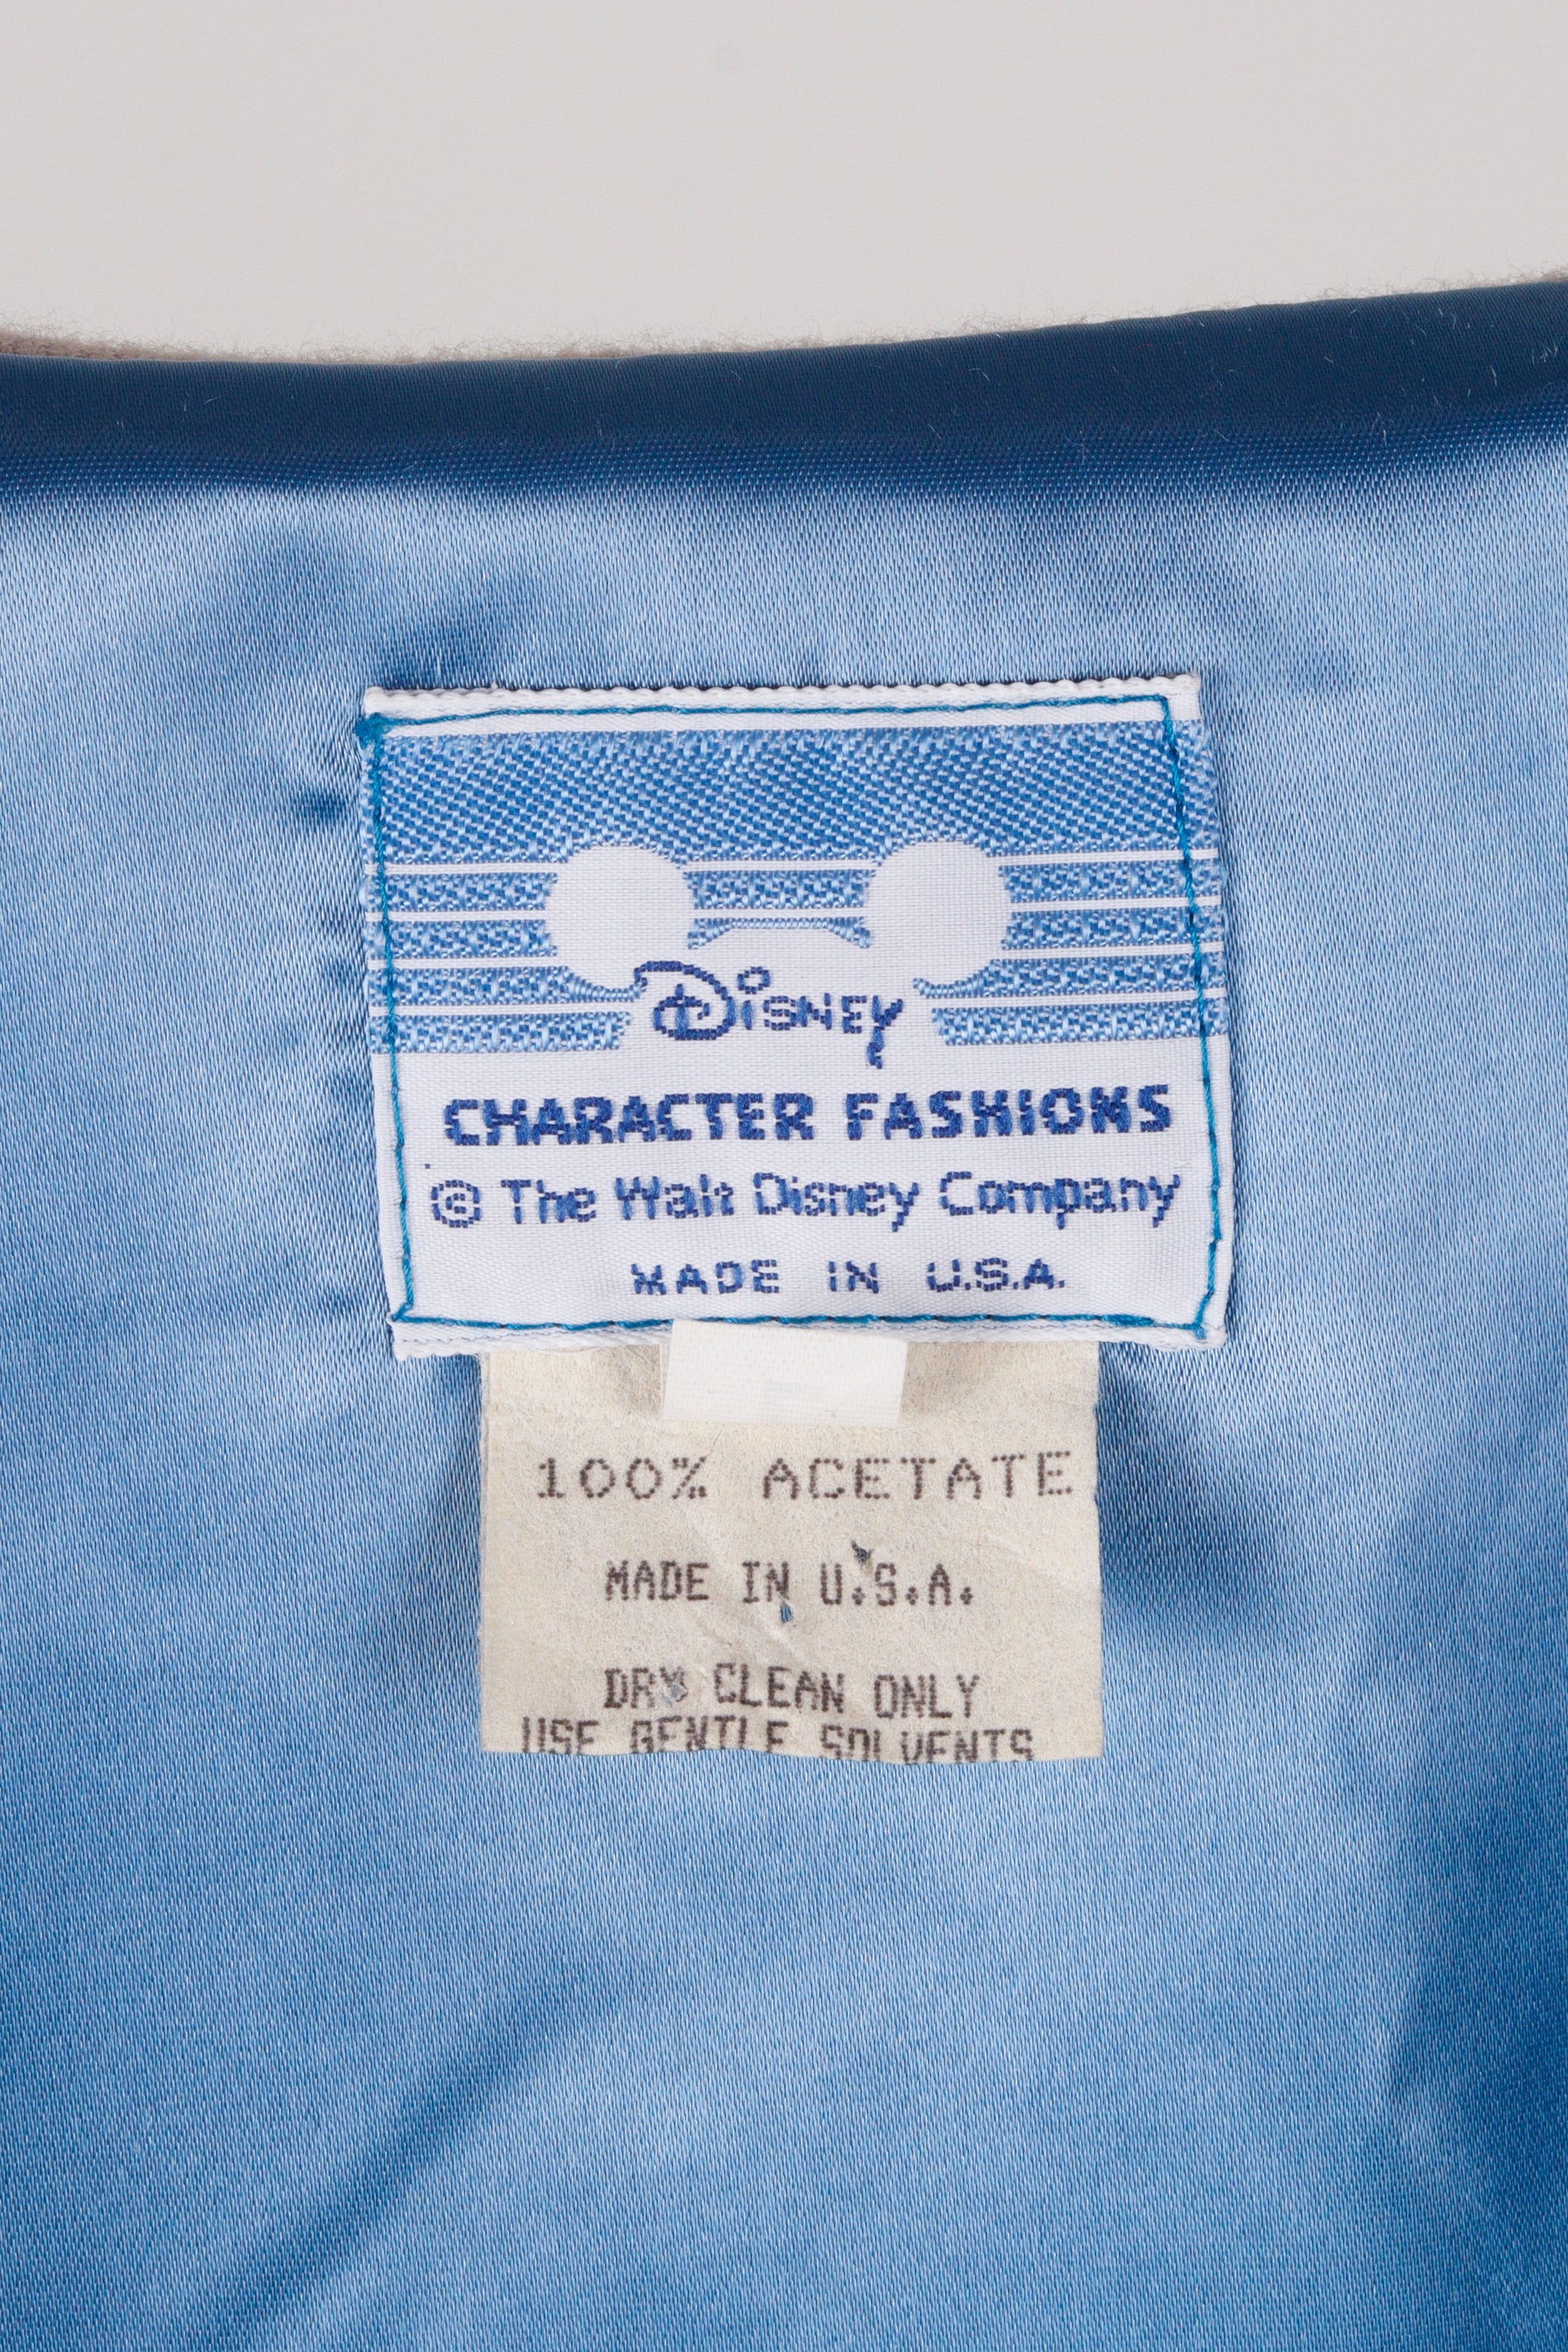 Disney
CHARACTER FASHIONS
© The Walt Disney Company
MADE IN U.S.A.
100% ACETATE
MADE IN U.S.A.
DRY CLEAN ONLY
USE GENTLE SOLVENTS